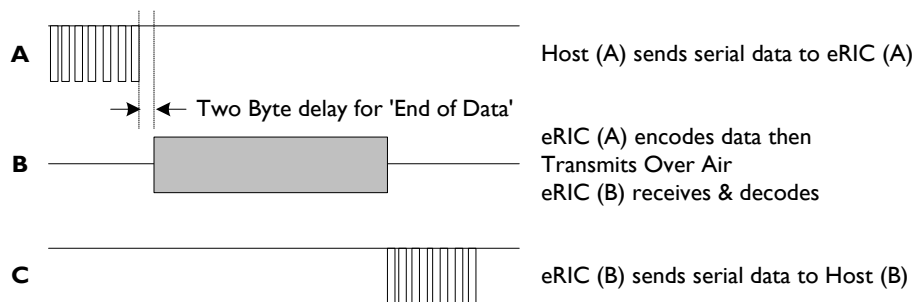 A
Host (A) sends serial data to eRIC (A)
Two Byte delay for 'End of Data'
B
eRIC (A) encodes data then
Transmits Over Air
eRIC (B) receives & decodes
C
eRIC (B) sends serial data to Host (B)